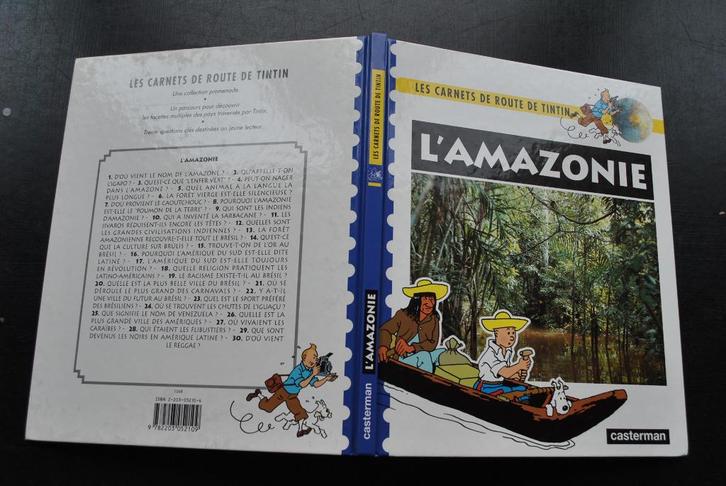 LES CARNETS DE ROUTE DE TINTIN
Une collection promenade.
Un parcours pour découvrir
les facettes multiples des pays traversés par Tintin.
Trente questions clés destinées au jeune lecteur.
L'AMAZONIE
1. D'OÙ VIENT LE NOM DE L'AMAZONE ? - 2. QU'APPELLE-T-ON
L'IGAPO ? - 3. QU'EST-CE QUE "L'ENFER VERT" ? - 4. PEUT-ON NAGER
DANS L'AMAZONE ? - 5. QUEL ANIMAL A LA LANGUE LA
PLUS LONGUE ? - 6. LA FORÊT VIERGE EST-ELLE SILENCIEUSE ?
7. D'OÙ PROVIENT LE CAOUTCHOUC ? - 8. POURQUOI L'AMAZONIE
EST-ELLE LE "POUMON DE LA TERRE" ? - 9. QUI SONT LES INDIENS
D'AMAZONIE ? - 10. QUI A INVENTÉ LA SARBACANE ? - 11. LES
JIVAROS RÉDUISENT-ILS ENCORE LES TÊTES ? - 12. QUELLES SONT
LES GRANDES CIVILISATIONS INDIENNES ? - 13. LA FORÊT
AMAZONIENNE RECOUVRE-T-ELLE TOUT LE BRÉSIL ? - 14. QU'EST-CE
QUE LA CULTURE SUR BRÛLIS ? - 15. TROUVE-T-ON DE L'OR AU
BRÉSIL ? - 16. POURQUOI L'AMÉRIQUE DU SUD EST-ELLE DITE
LATINE ? - 17. L'AMÉRIQUE DU SUD EST-ELLE TOUJOURS
EN RÉVOLUTION ? - 18. QUELLE RELIGION PRATIQUENT LES
LATINO-AMÉRICAINS ? - 19. LE RACISME EXISTE-T-IL AU BRÉSIL ?
20. QUELLE EST LA PLUS BELLE VILLE DU BRÉSIL ? - 21. OÙ SE
DÉROULE LE PLUS GRAND DES CARNAVALS ? - 22. Y A-T-IL
UNE VILLE DU FUTUR AU BRÉSIL ? - 23. QUEL EST LE SPORT PRÉFÉRÉ
DES BRÉSILIENS ? - 24. OÙ SE TROUVENT LES CHUTES DE L'IGUAÇU ?
25. QUE SIGNIFIE LE NOM DE VENEZUELA ? - 26. QUELLE EST LA
PLUS GRANDE VILLE DES AMÉRIQUES ? - 27. OÙ VIVAIENT LES
CARAÏBES ? - 28. QUI ÉTAIENT LES FLIBUSTIERS ? - 29. QUE SONT
DEVENUS LES NOIRS EN AMÉRIQUE LATINE ? - 30. D'OÙ VIENT
LE REGGAE ?
ISBN 2-203-05210-6
9 782203 052109
LES CARNETS DE ROUTE DE TINTIN
L'AMAZONIE
casterman
LES CARNETS DE ROUTE DE TINTIN
L'AMAZONIE
casterman